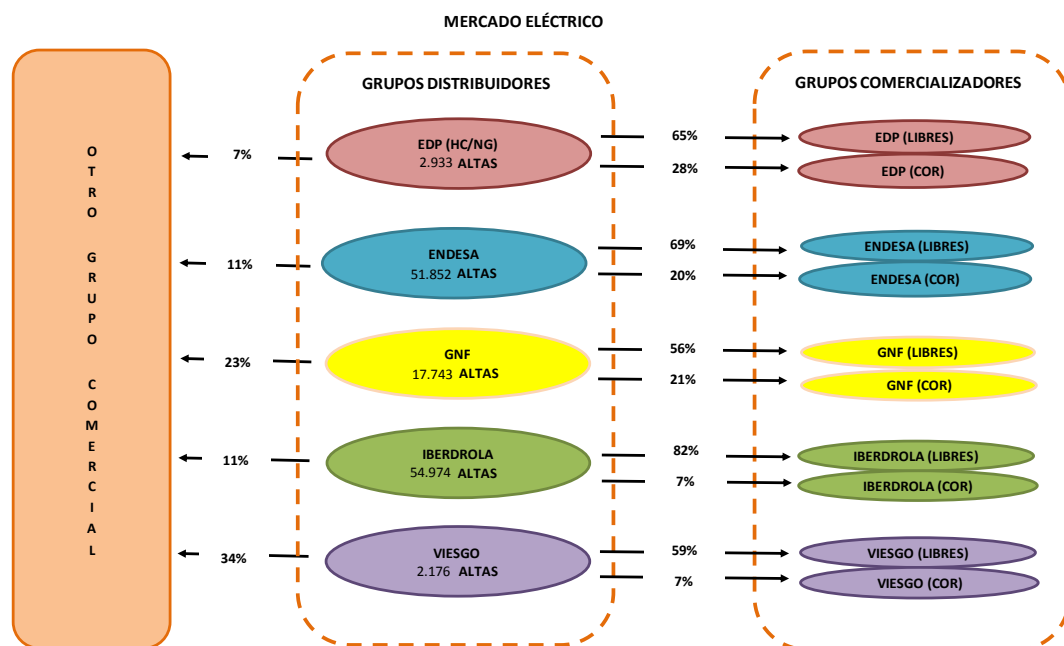 MERCADO ELÉCTRICO
OTRO GRUPO COMERCIAL
GRUPOS DISTRIBUIDORES
GRUPOS COMERCIALIZADORES
7%
EDP (HC/NG)
2.933 ALTAS
65%
28%
EDP (LIBRES)
EDP (COR)
11%
ENDESA
51.852 ALTAS
69%
20%
ENDESA (LIBRES)
ENDESA (COR)
23%
GNF
17.743 ALTAS
56%
21%
GNF (LIBRES)
GNF (COR)
11%
IBERDROLA
54.974 ALTAS
82%
7%
IBERDROLA (LIBRES)
IBERDROLA (COR)
34%
VIESGO
2.176 ALTAS
59%
7%
VIESGO (LIBRES)
VIESGO (COR)